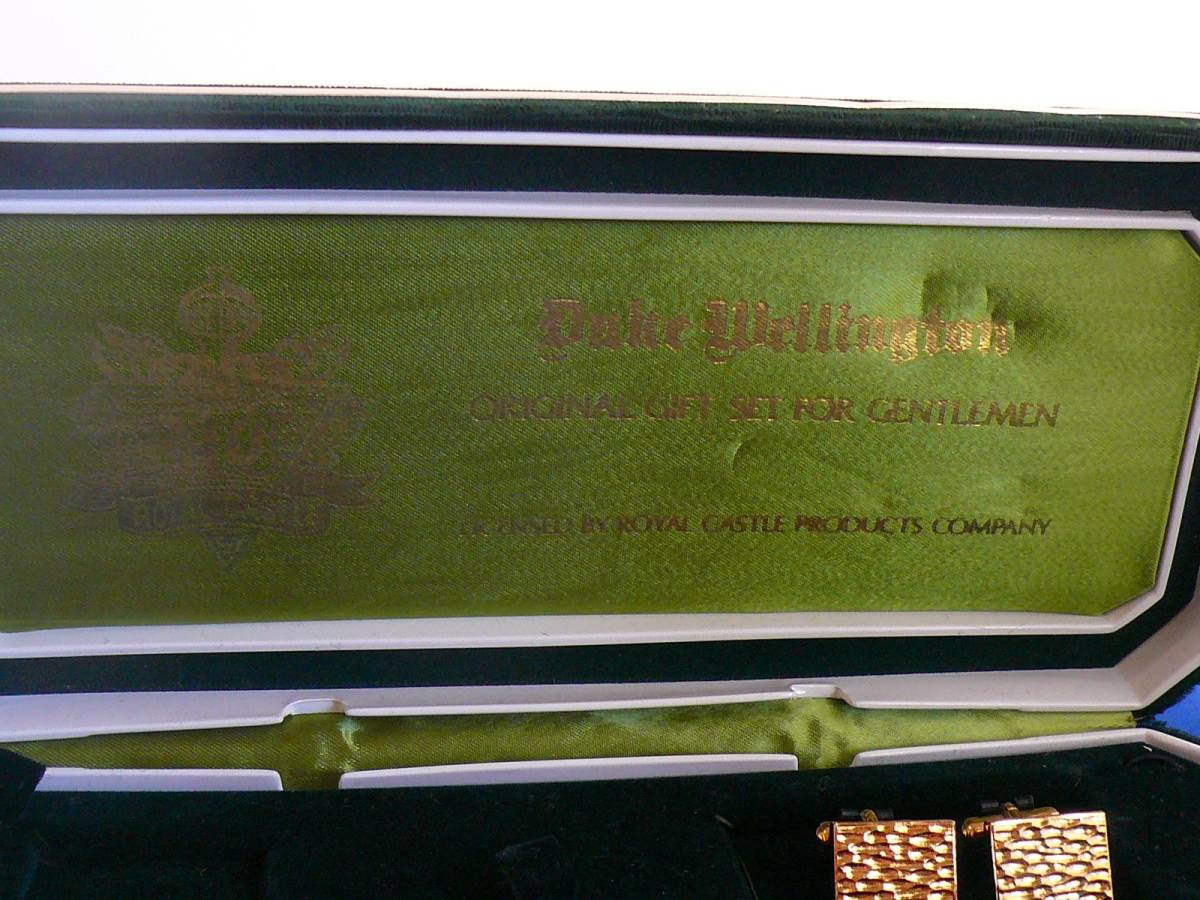 Duke Wellington
ORIGINAL GIFT SET FOR GENTLEMEN
LICENSED BY ROYAL CASTLE PRODUCTS COMPANY